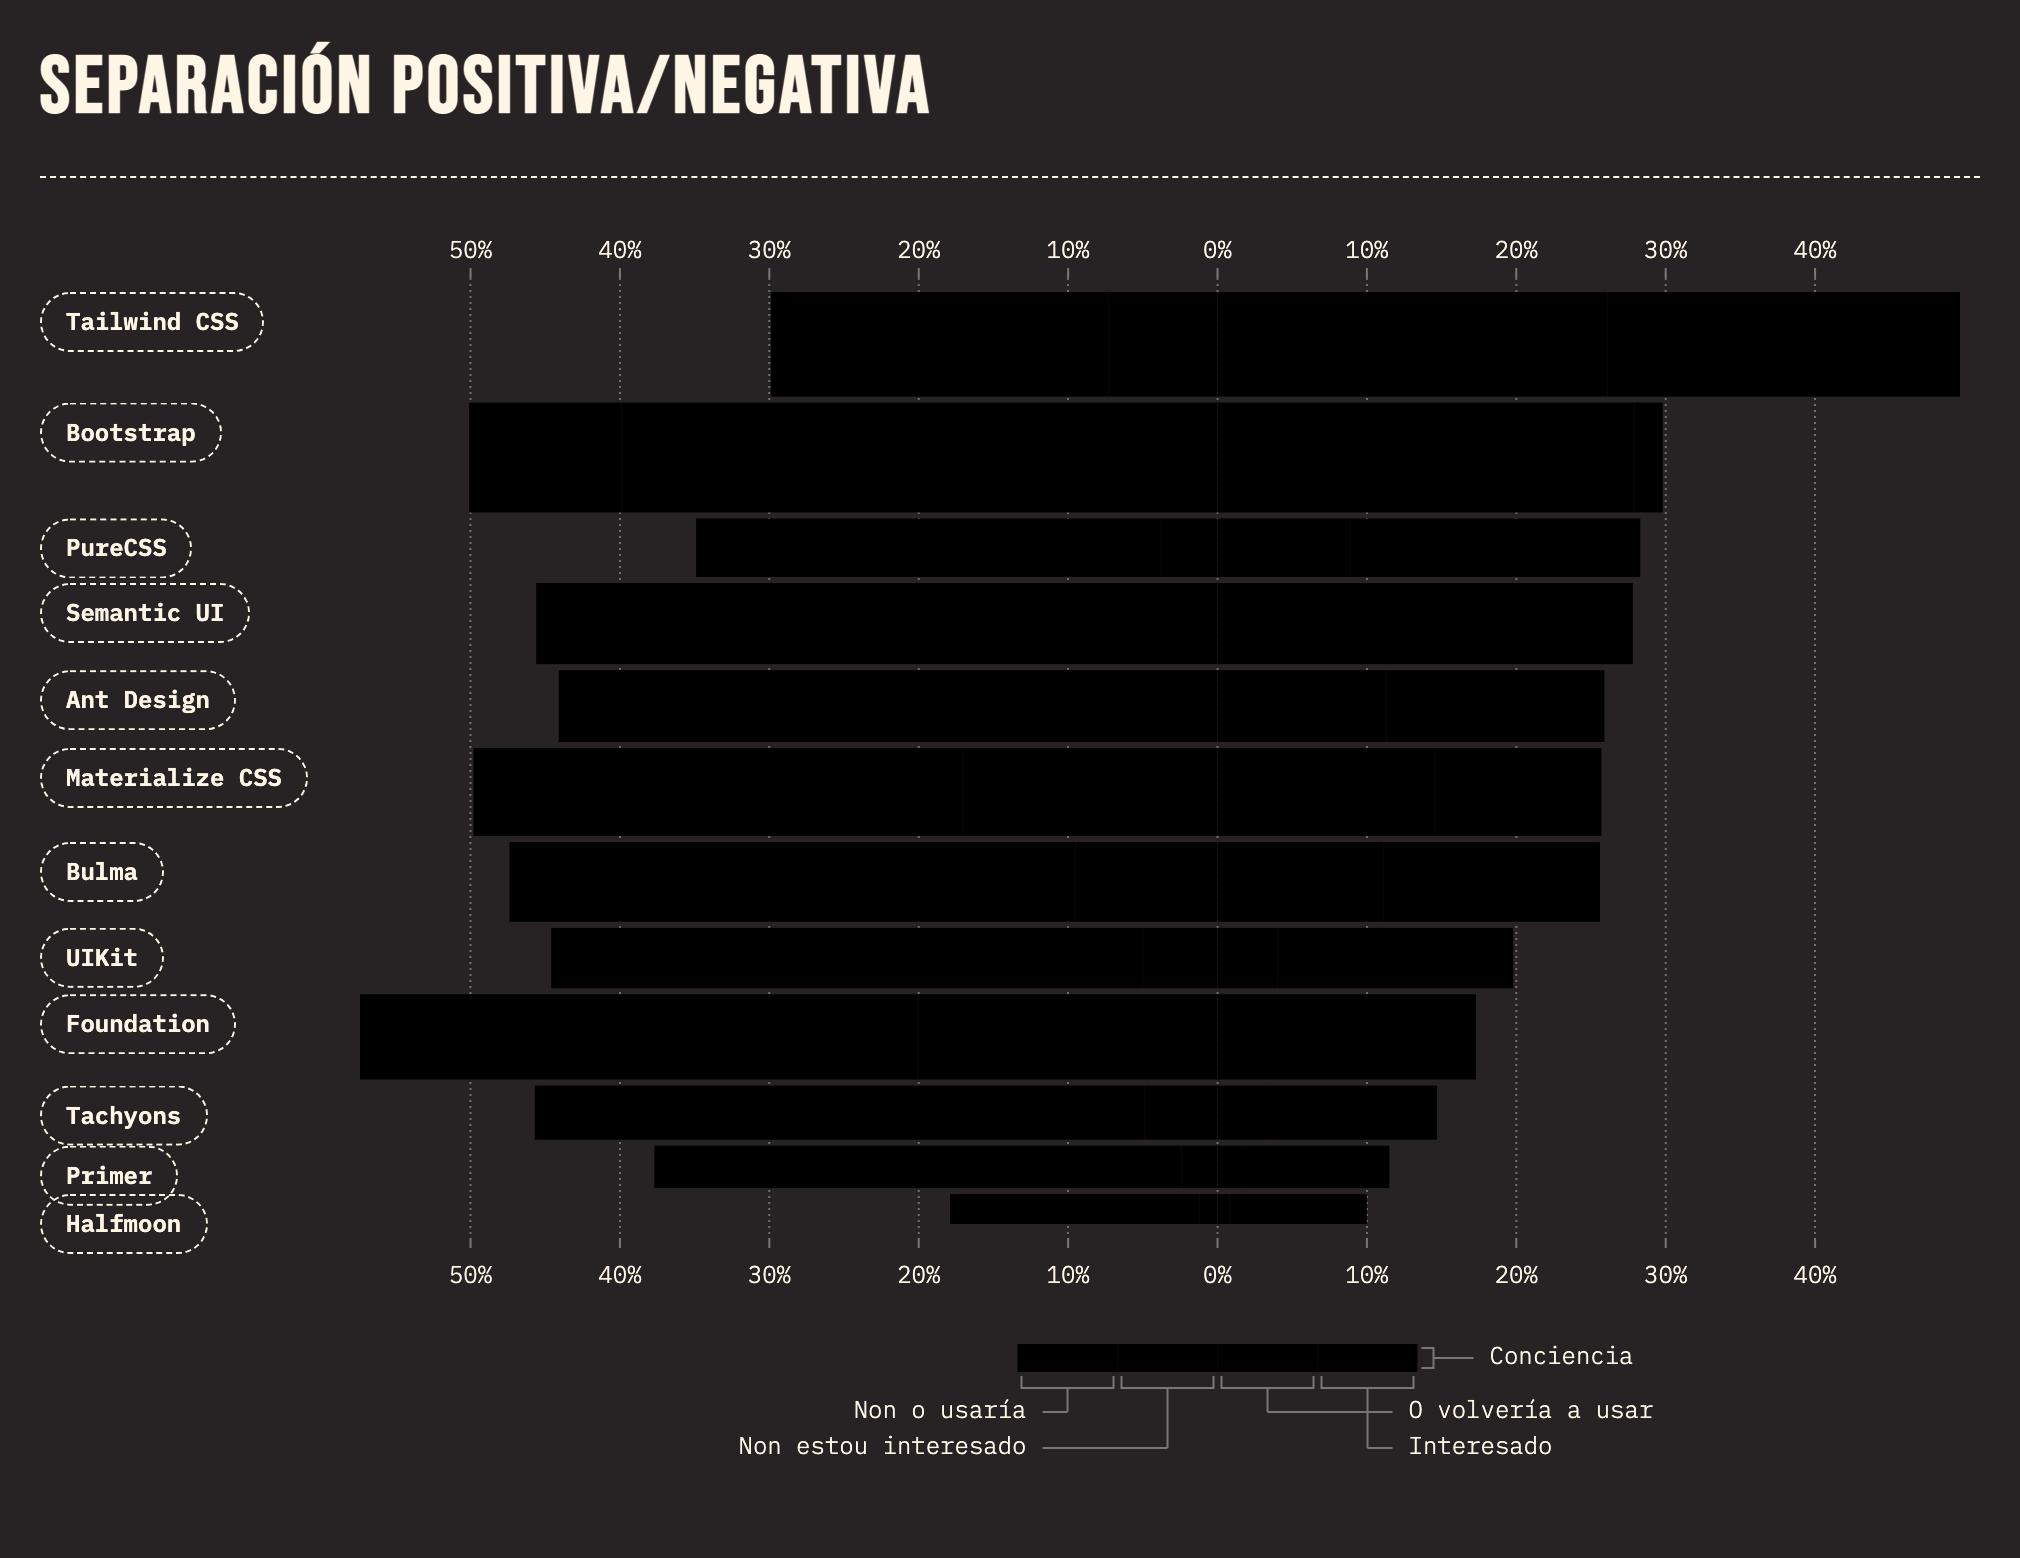 SEPARACIÓN POSITIVA/NEGATIVA
50% 40% 30% 20% 10% 0% 10% 20% 30% 40%
Tailwind CSS
Bootstrap
PureCSS
Semantic UI
Ant Design
Materialize CSS
Bulma
UIKit
Foundation
Tachyons
Primer
Halfmoon
50% 40% 30% 20% 10% 0% 10% 20% 30% 40%
Conciencia
Non o usaría
O volvería a usar
Non estou interesado
Interesado